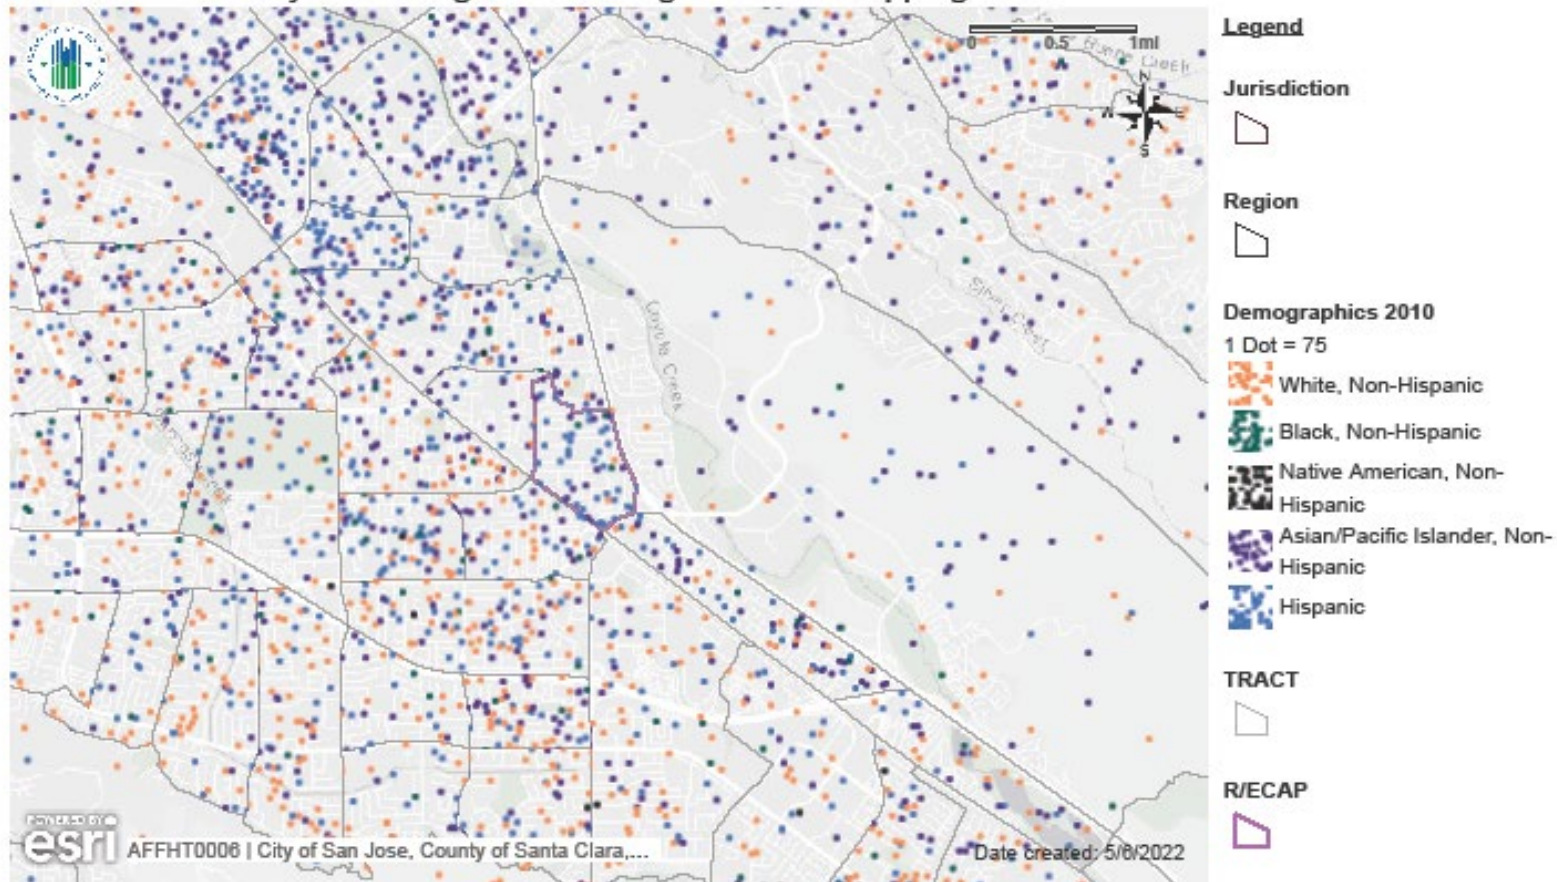 Legend
0 0.5 1mi
N
S
Jurisdiction
Region
Demographics 2010
1 Dot = 75
White, Non-Hispanic
Black, Non-Hispanic
Native American, Non-
Hispanic
Asian/Pacific Islander, Non-
Hispanic
Hispanic
TRACT
R/ECAP
Coyote Creek
POWERED BY
esri
AFFHT0006 | City of San Jose, County of Santa Clara,...
Date created: 5/6/2022